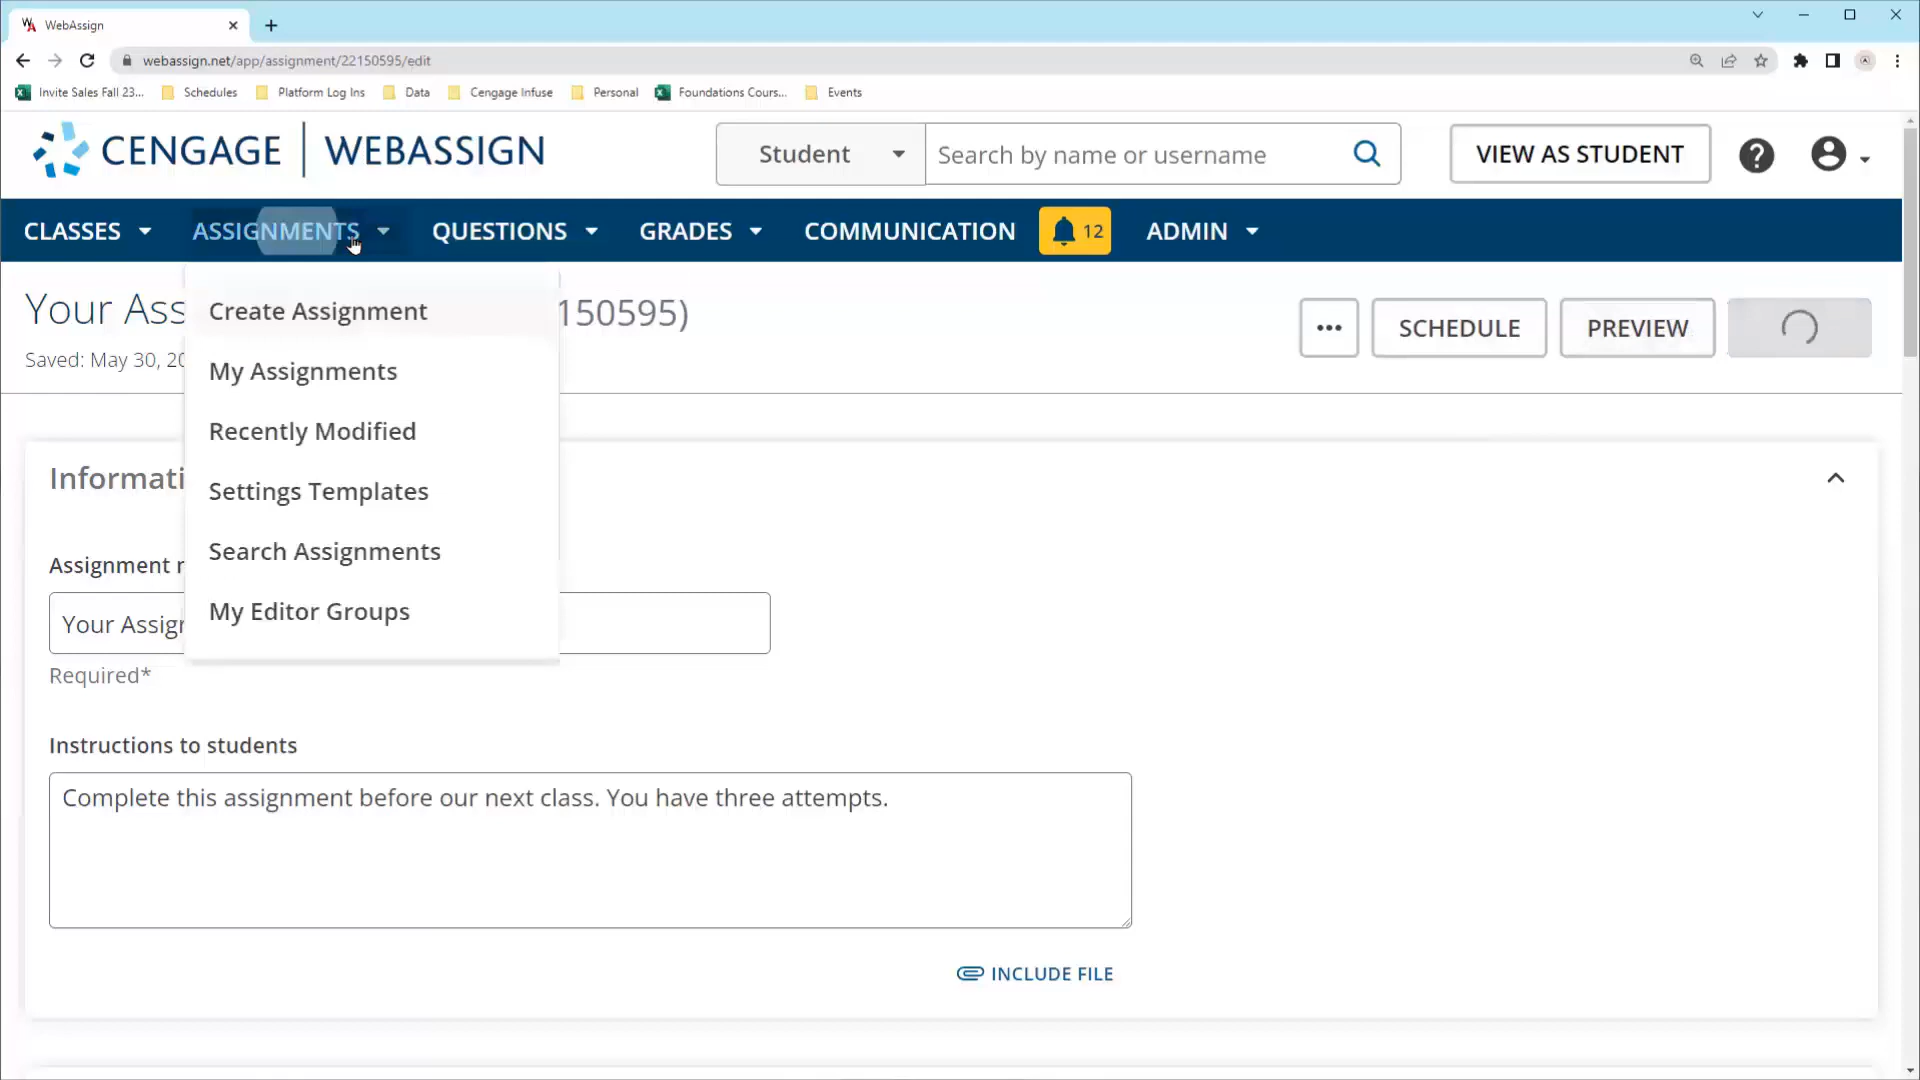 WebAssign
webassign.net/app/assignment/22150595/edit
Invite Sales Fall 23...
Schedules
Platform Log Ins
Data
Cengage Infuse
Personal
Foundations Cours...
Events
CENGAGE | WEBASSIGN
Student
Search by name or username
VIEW AS STUDENT
CLASSES
ASSIGNMENTS
QUESTIONS
GRADES
COMMUNICATION
12
ADMIN
Your Ass
150595)
Saved: May 30, 20
SCHEDULE
PREVIEW
Create Assignment
My Assignments
Recently Modified
Settings Templates
Search Assignments
My Editor Groups
Informati
Assignment
Your Assign
Required*
Instructions to students
Complete this assignment before our next class. You have three attempts.
INCLUDE FILE